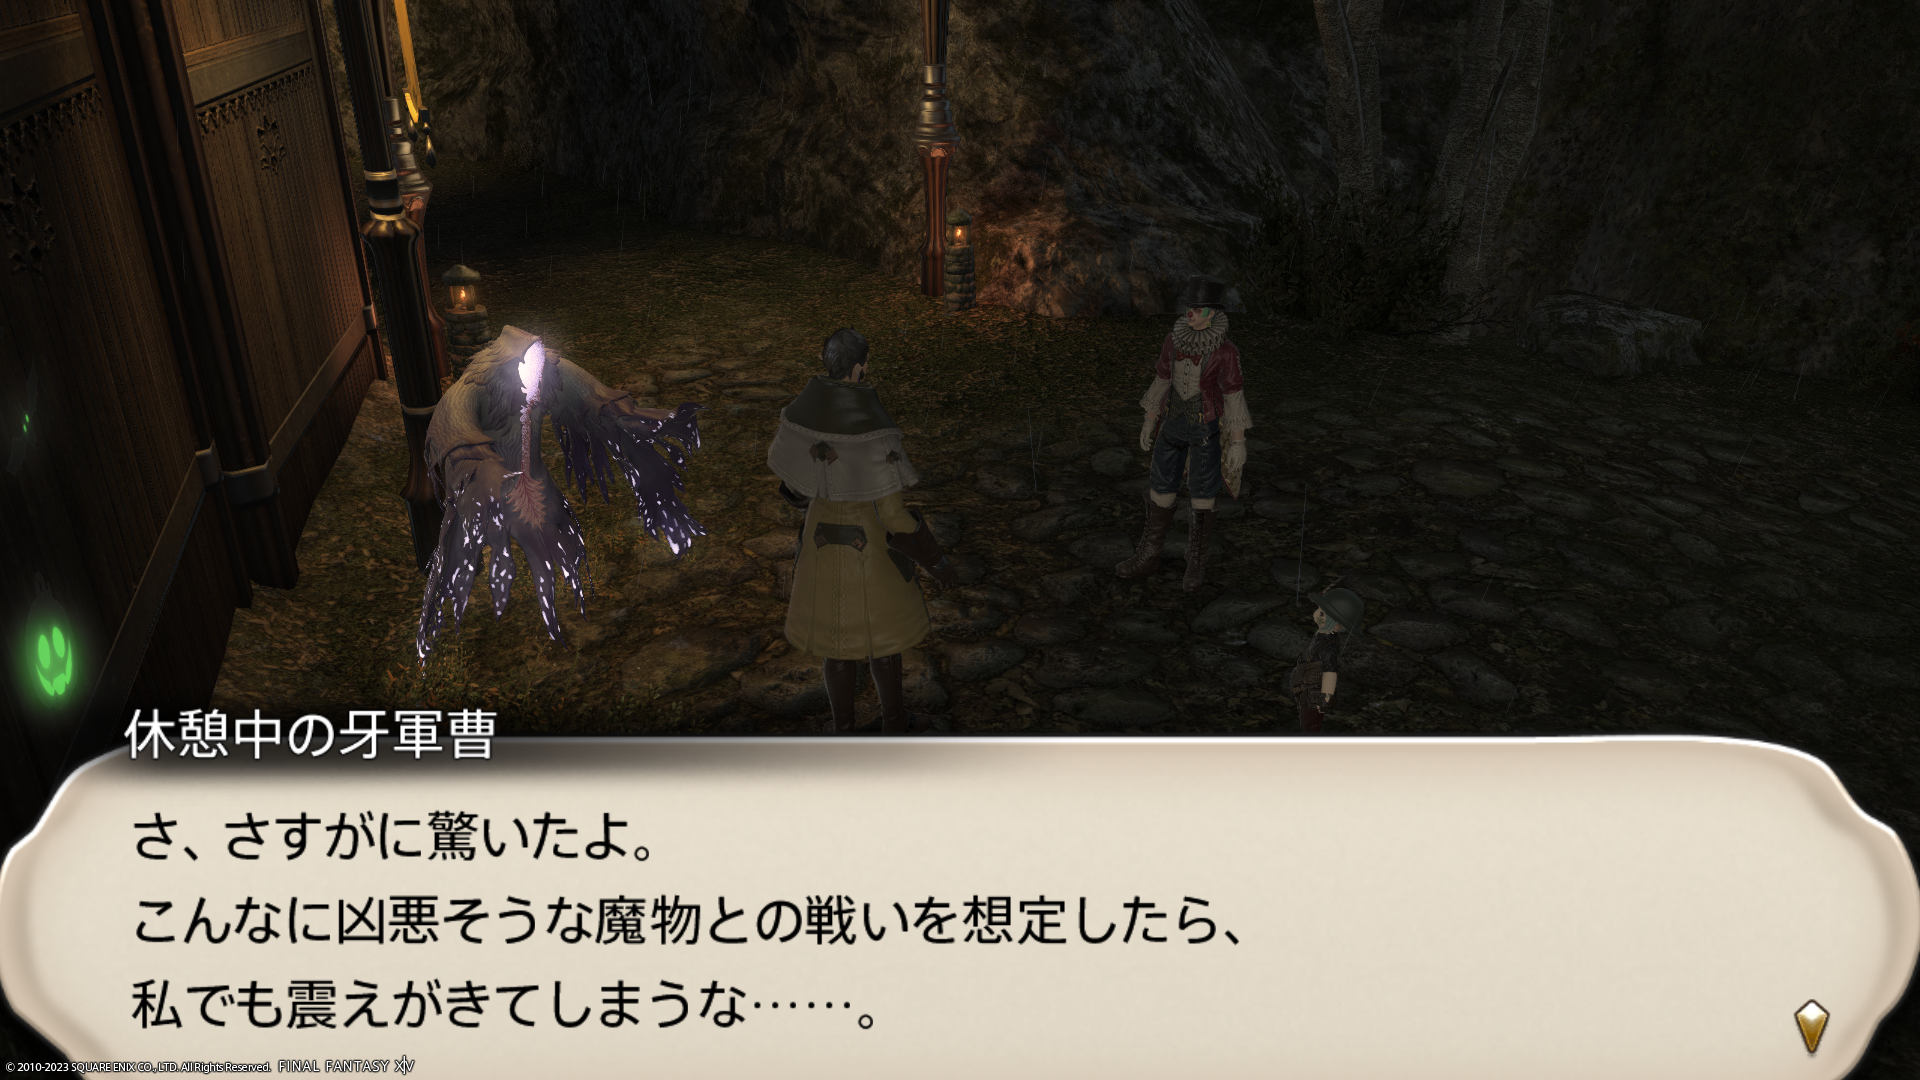 休憩中の牙軍曹
さ、さすがに驚いたよ。
こんなに凶悪そうな魔物との戦いを想定したら、
私でも震えがきてしまうな……。
© 2010-2023 SQUARE ENIX CO., LTD. All Rights Reserved. FINAL FANTASY XIV